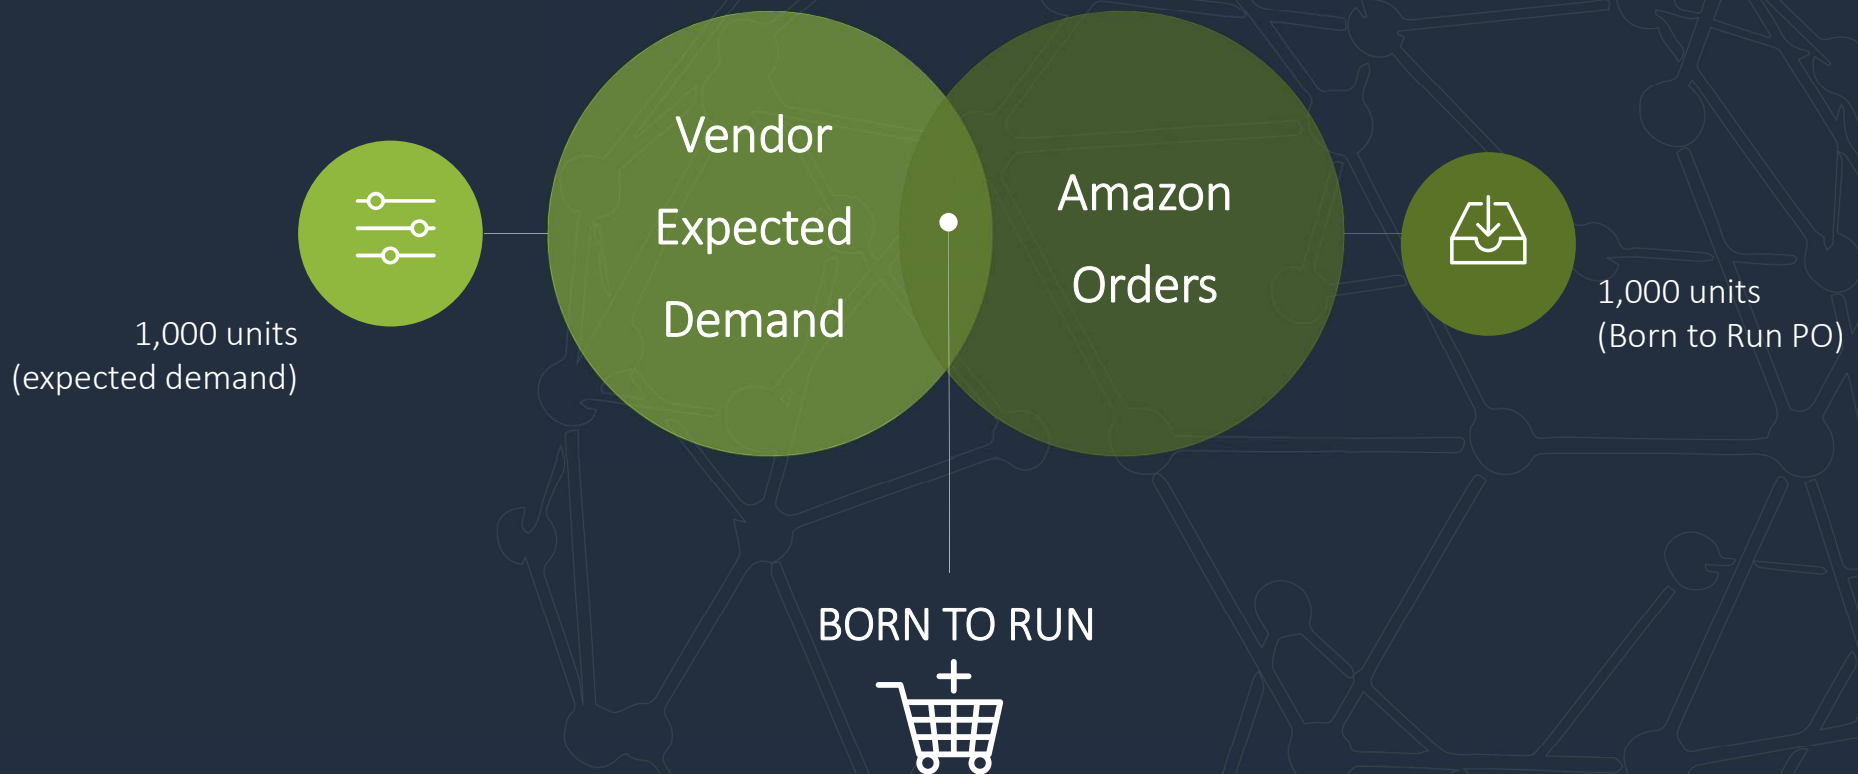 Vendor
Expected
Demand
Amazon
Orders
1,000 units
(expected demand)
1,000 units
(Born to Run PO)
BORN TO RUN